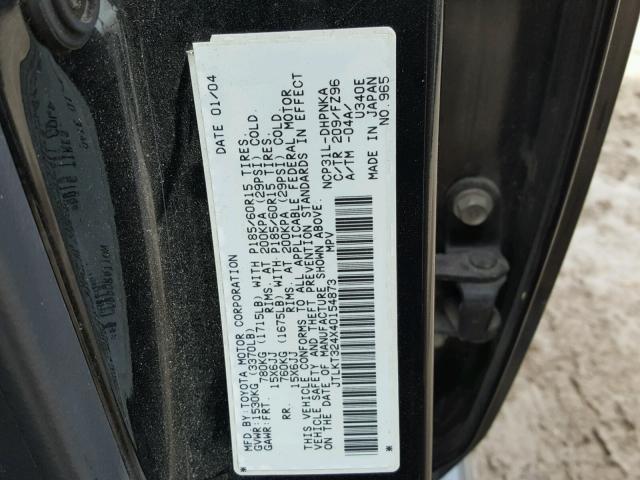 MFD.BY:TOYOTA MOTOR CORPORATION DATE 01/04
GVWR:1530KG (3370LB)
GAWR:FRT. 780KG (1715LB) WITH P185/60R15 TIRES,
15X6JJ RIMS, AT 200KPA (29PSI) COLD.
RR. 760KG (1675LB) WITH P185/60R15 TIRES,
15X6JJ RIMS, AT 200KPA (29PSI) COLD.
THIS VEHICLE CONFORMS TO ALL APPLICABLE FEDERAL MOTOR
VEHICLE SAFETY AND THEFT PREVENTION STANDARDS IN EFFECT
ON THE DATE OF MANUFACTURE SHOWN ABOVE.
JTLKT324X40154873 MPV
NCP31L-DHPNKA
C/TR :209/FZ96
A/TM :-04A/ U340E
MADE IN JAPAN
NO.965